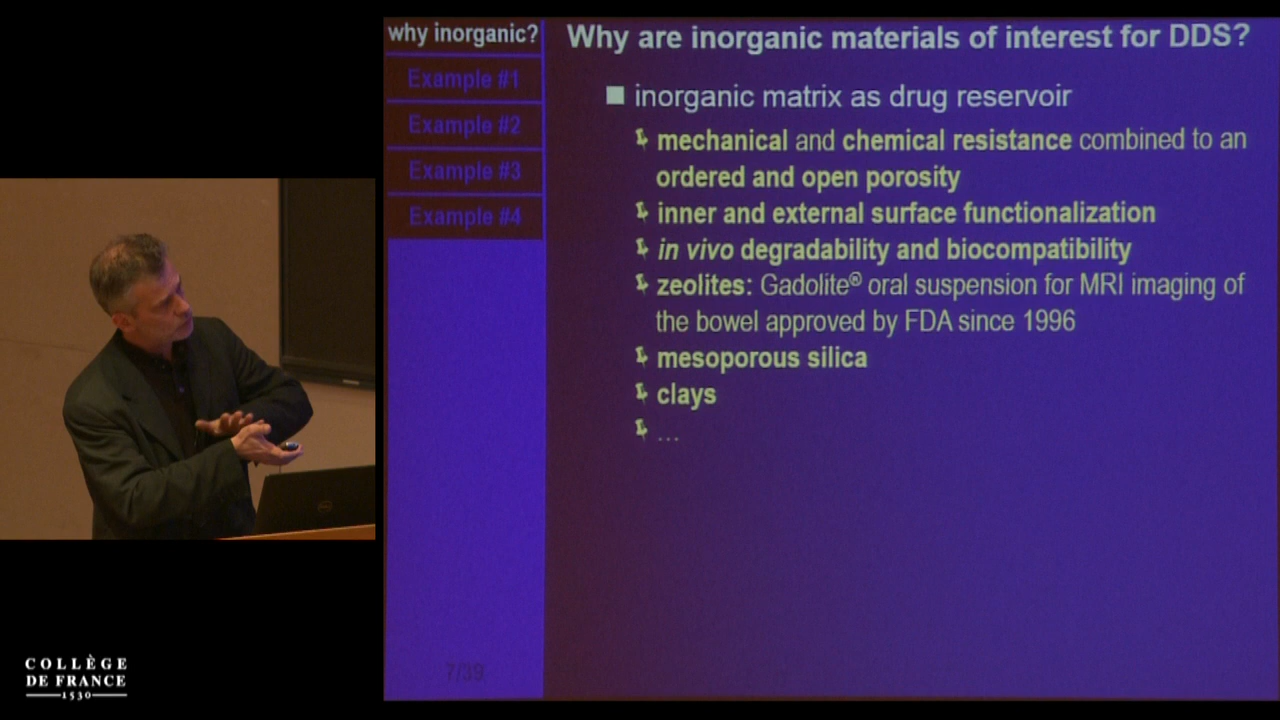 why inorganic?
Example #1
Example #2
Example #3
Example #4
7/39
Why are inorganic materials of interest for DDS?
inorganic matrix as drug reservoir
mechanical and chemical resistance combined to an
ordered and open porosity
inner and external surface functionalization
in vivo degradability and biocompatibility
zeolites: Gadolite® oral suspension for MRI imaging of
the bowel approved by FDA since 1996
mesoporous silica
clays
...
COLLÈGE
DE FRANCE
1530